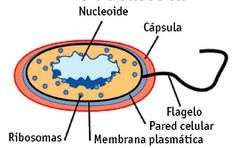 Nucleoide
Cápsula
Flagelo
Pared celular
Ribosomas
Membrana plasmática